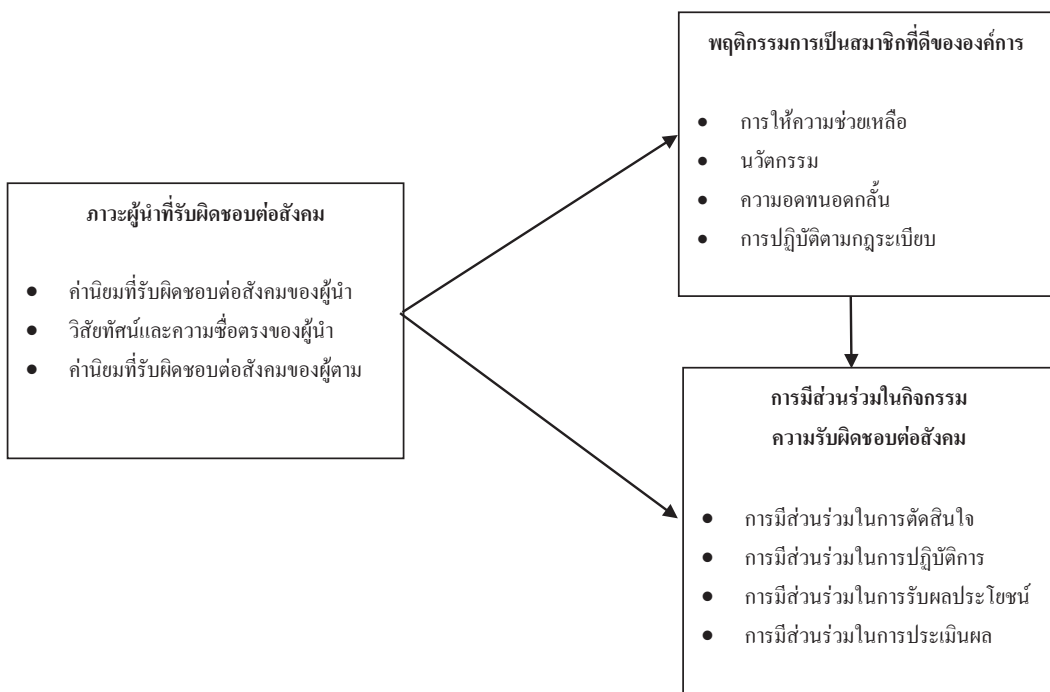 พฤติกรรมการเป็นสมาชิกที่ดีขององค์การ
• การให้ความช่วยเหลือ
• นวัตกรรม
• ความอดทนอดกลั้น
• การปฏิบัติตามกฎระเบียบ
ภาวะผู้นำที่รับผิดชอบต่อสังคม
• ค่านิยมที่รับผิดชอบต่อสังคมของผู้นำ
• วิสัยทัศน์และความซื่อตรงของผู้นำ
• ค่านิยมที่รับผิดชอบต่อสังคมของผู้ตาม
การมีส่วนร่วมในกิจกรรม
ความรับผิดชอบต่อสังคม
• การมีส่วนร่วมในการตัดสินใจ
• การมีส่วนร่วมในการปฏิบัติการ
• การมีส่วนร่วมในการรับผลประโยชน์
• การมีส่วนร่วมในการประเมินผล